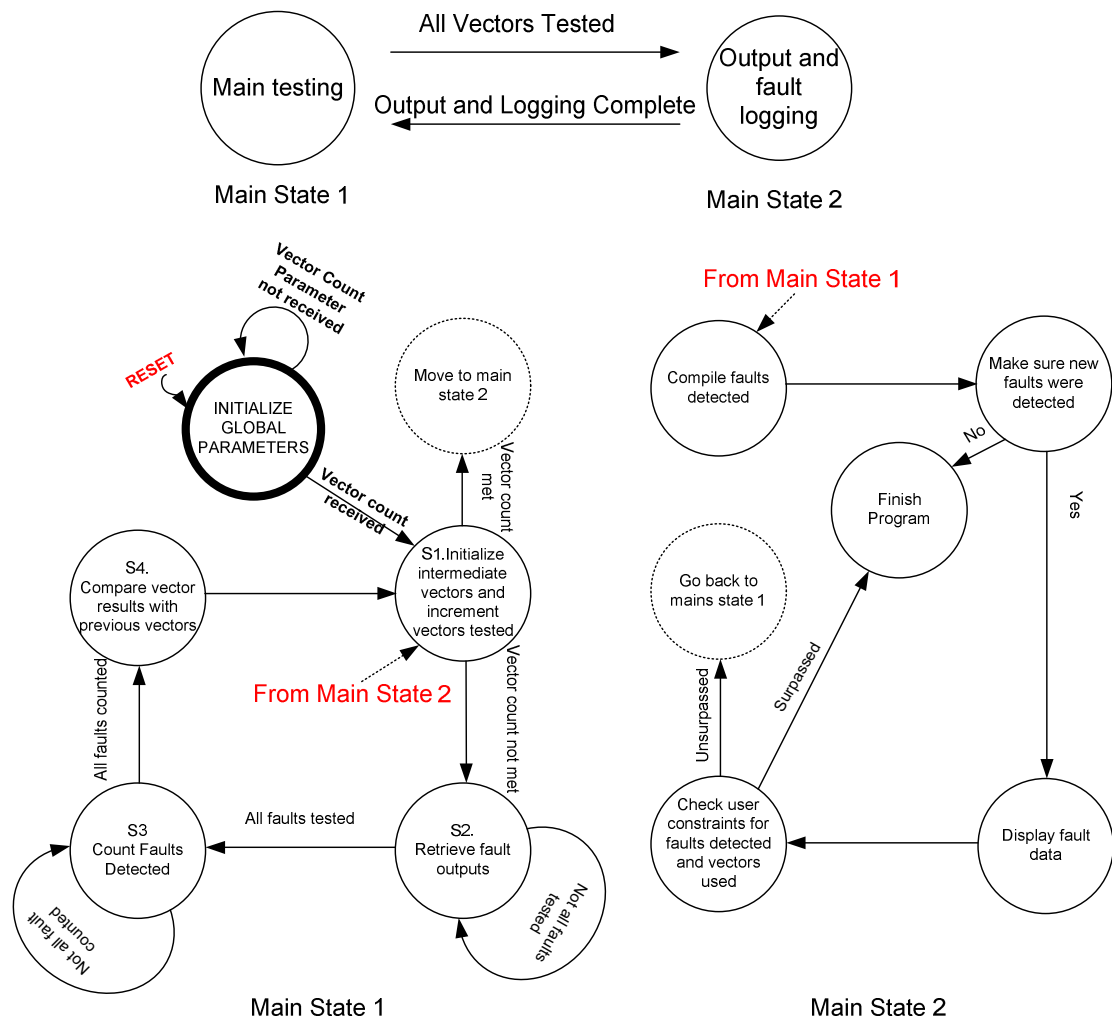 All Vectors Tested
Main testing
Output and
fault
logging
Output and Logging Complete
Main State 1
Main State 2
Vector Count
Parameter
not received
RESET
INITIALIZE
GLOBAL
PARAMETERS
Move to main
state 2
Vector count
met
Vector count
received
S1.Initialize
intermediate
vectors and
increment
vectors tested
S4.
Compare vector
results with
previous vectors
From Main State 2
Vector count not met
All faults counted
S3
Count Faults
Detected
All faults tested
S2.
Retrieve fault
outputs
Not all fault
counted
Not all faults
tested
Main State 1
From Main State 1
Compile faults
detected
Make sure new
faults were
detected
No
Yes
Finish
Program
Go back to
mains state 1
Unsurpassed
Surpassed
Check user
constraints for
faults detected
and vectors
used
Display fault
data
Main State 2